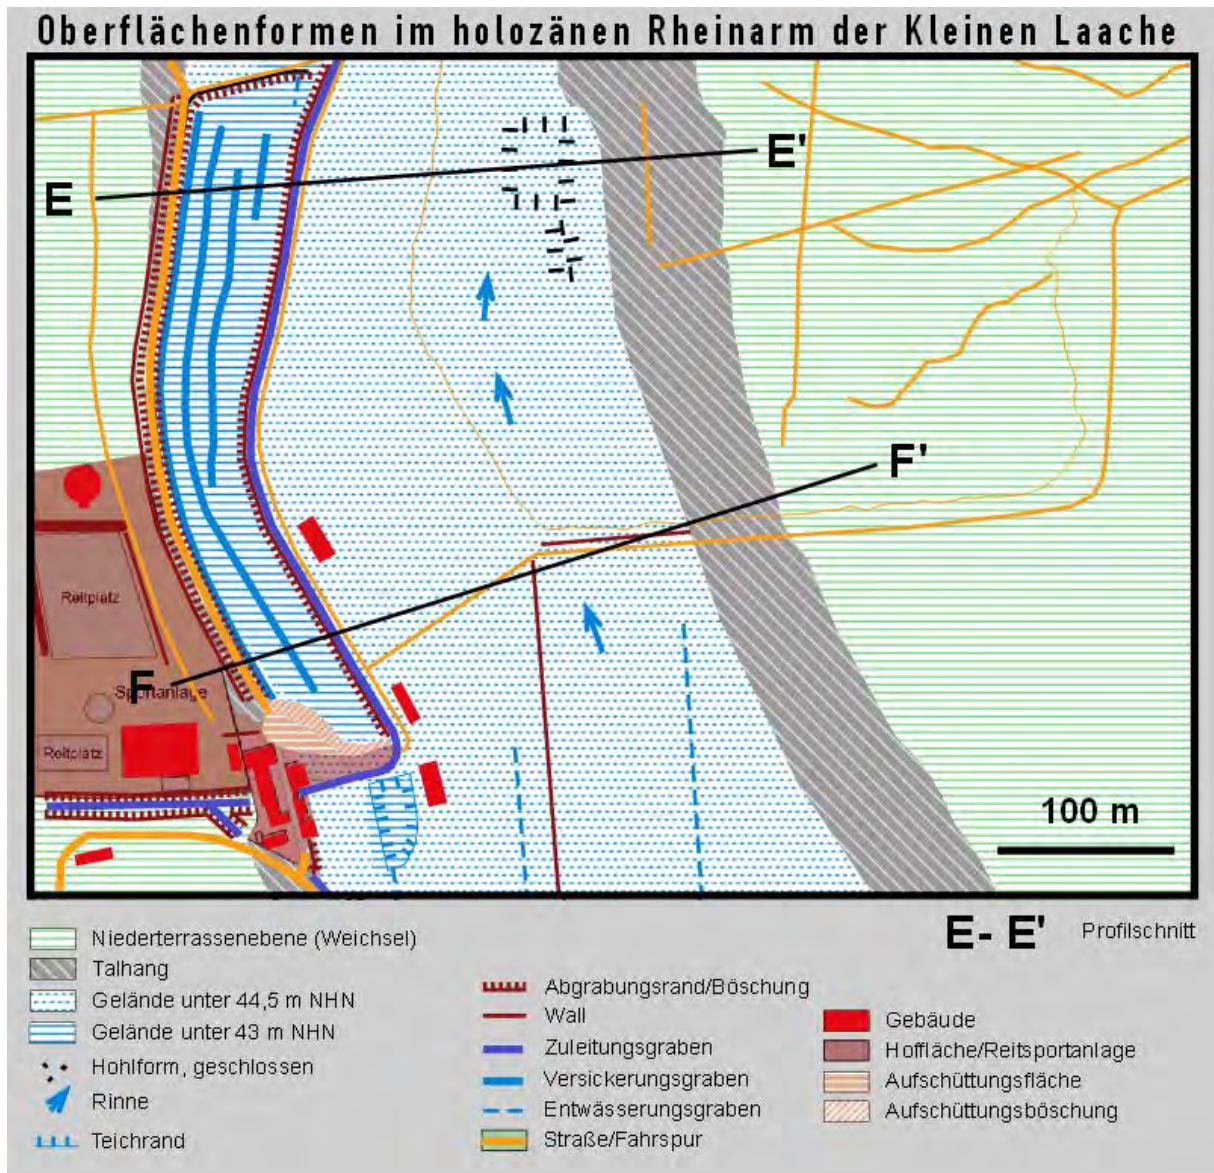 Oberflächenformen im holozänen Rheinarm der Kleinen Laache
E'
E
F'
Reitplatz
F
Sportanlage
Reitplatz
100 m
E- E' Profilschnitt
Niederterrassenebene (Weichsel)
Talhang
Gelände unter 44,5 m NHN
Gelände unter 43 m NHN
Hohlform, geschlossen
Rinne
Teichrand
Abgrabungsrand/Böschung
Wall
Zuleitungsgraben
Versickerungsgraben
Entwässerungsgraben
Straße/Fahrspur
Gebäude
Hoffläche/Reitsportanlage
Aufschüttungsfläche
Aufschüttungsböschung